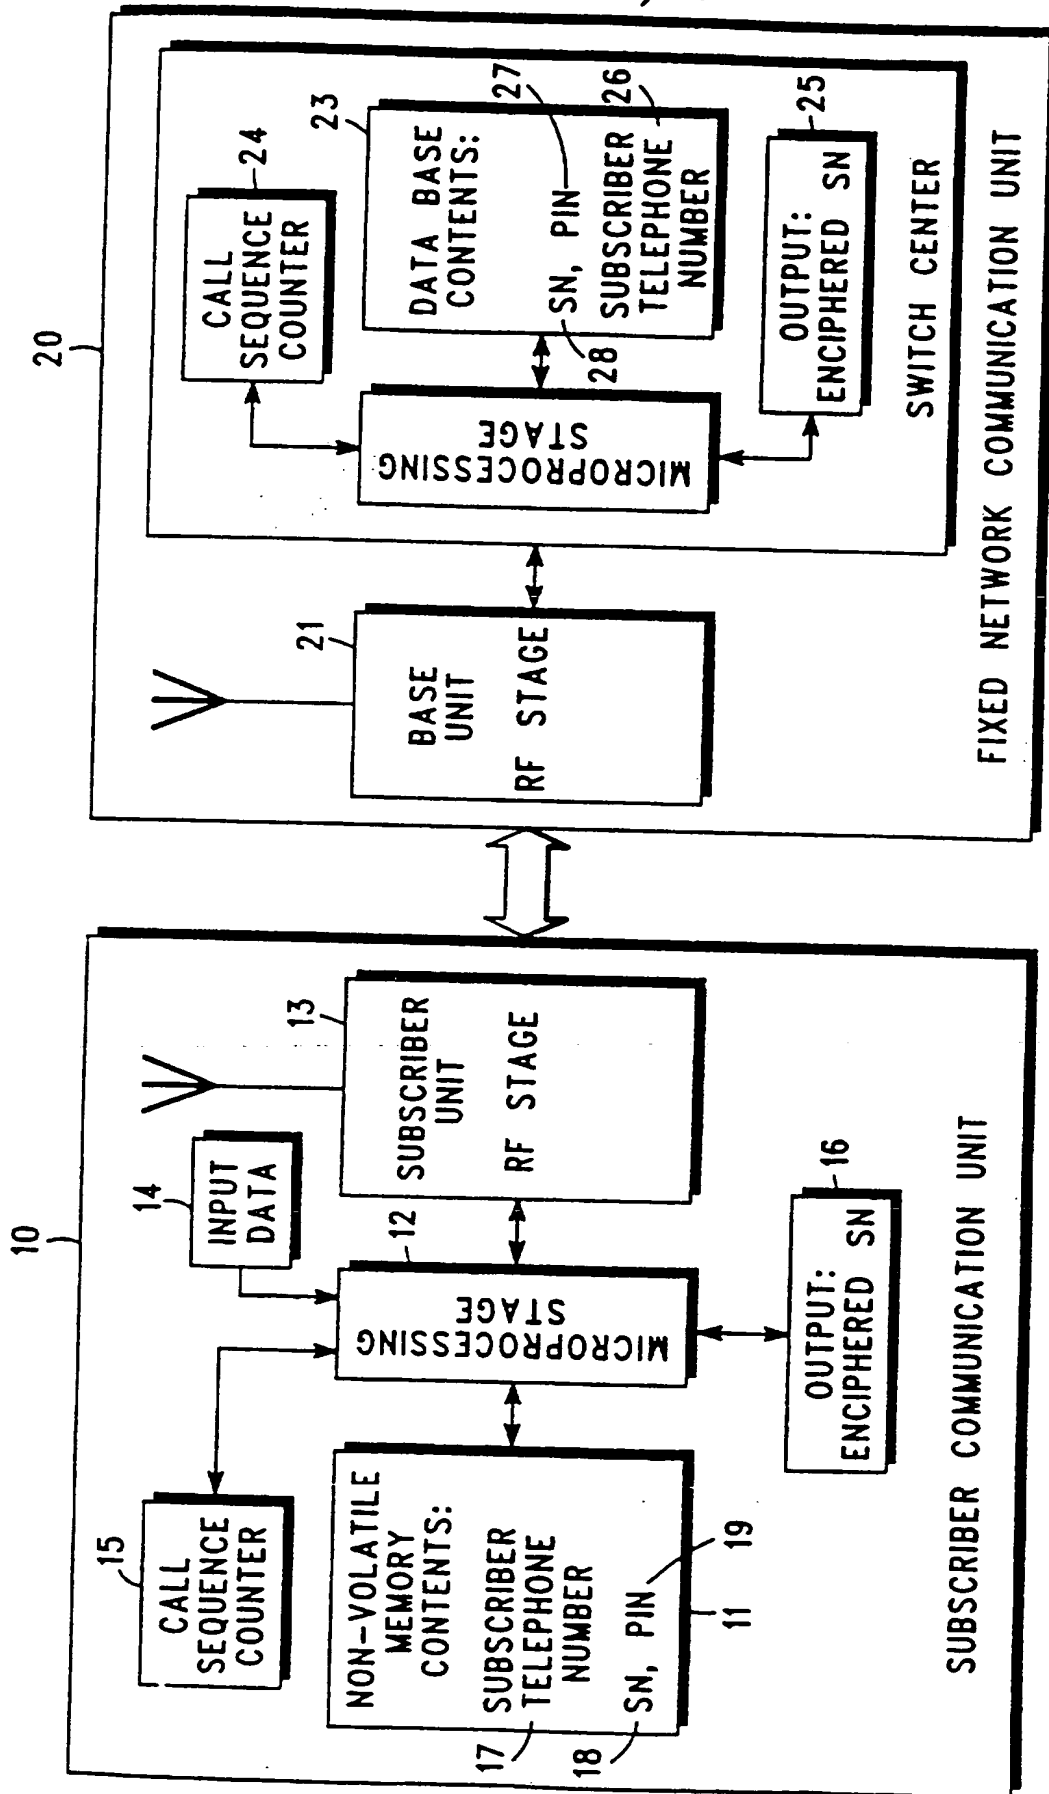 10
15
CALL
SEQUENCE
COUNTER
14
INPUT
DATA
NON-VOLATILE
MEMORY
CONTENTS:
SUBSCRIBER
TELEPHONE
NUMBER
17
18
SN, PIN
19
11
12
MICROPROCESSING
STAGE
13
SUBSCRIBER
UNIT
RF STAGE
16
OUTPUT:
ENCIPHERED SN
SUBSCRIBER COMMUNICATION UNIT
20
21
BASE
UNIT
RF STAGE
24
CALL
SEQUENCE
COUNTER
MICROPROCESSING
STAGE
23
DATA BASE
CONTENTS:
28
SN, PIN
27
SUBSCRIBER
TELEPHONE
NUMBER
26
25
OUTPUT:
ENCIPHERED SN
SWITCH CENTER
FIXED NETWORK COMMUNICATION UNIT